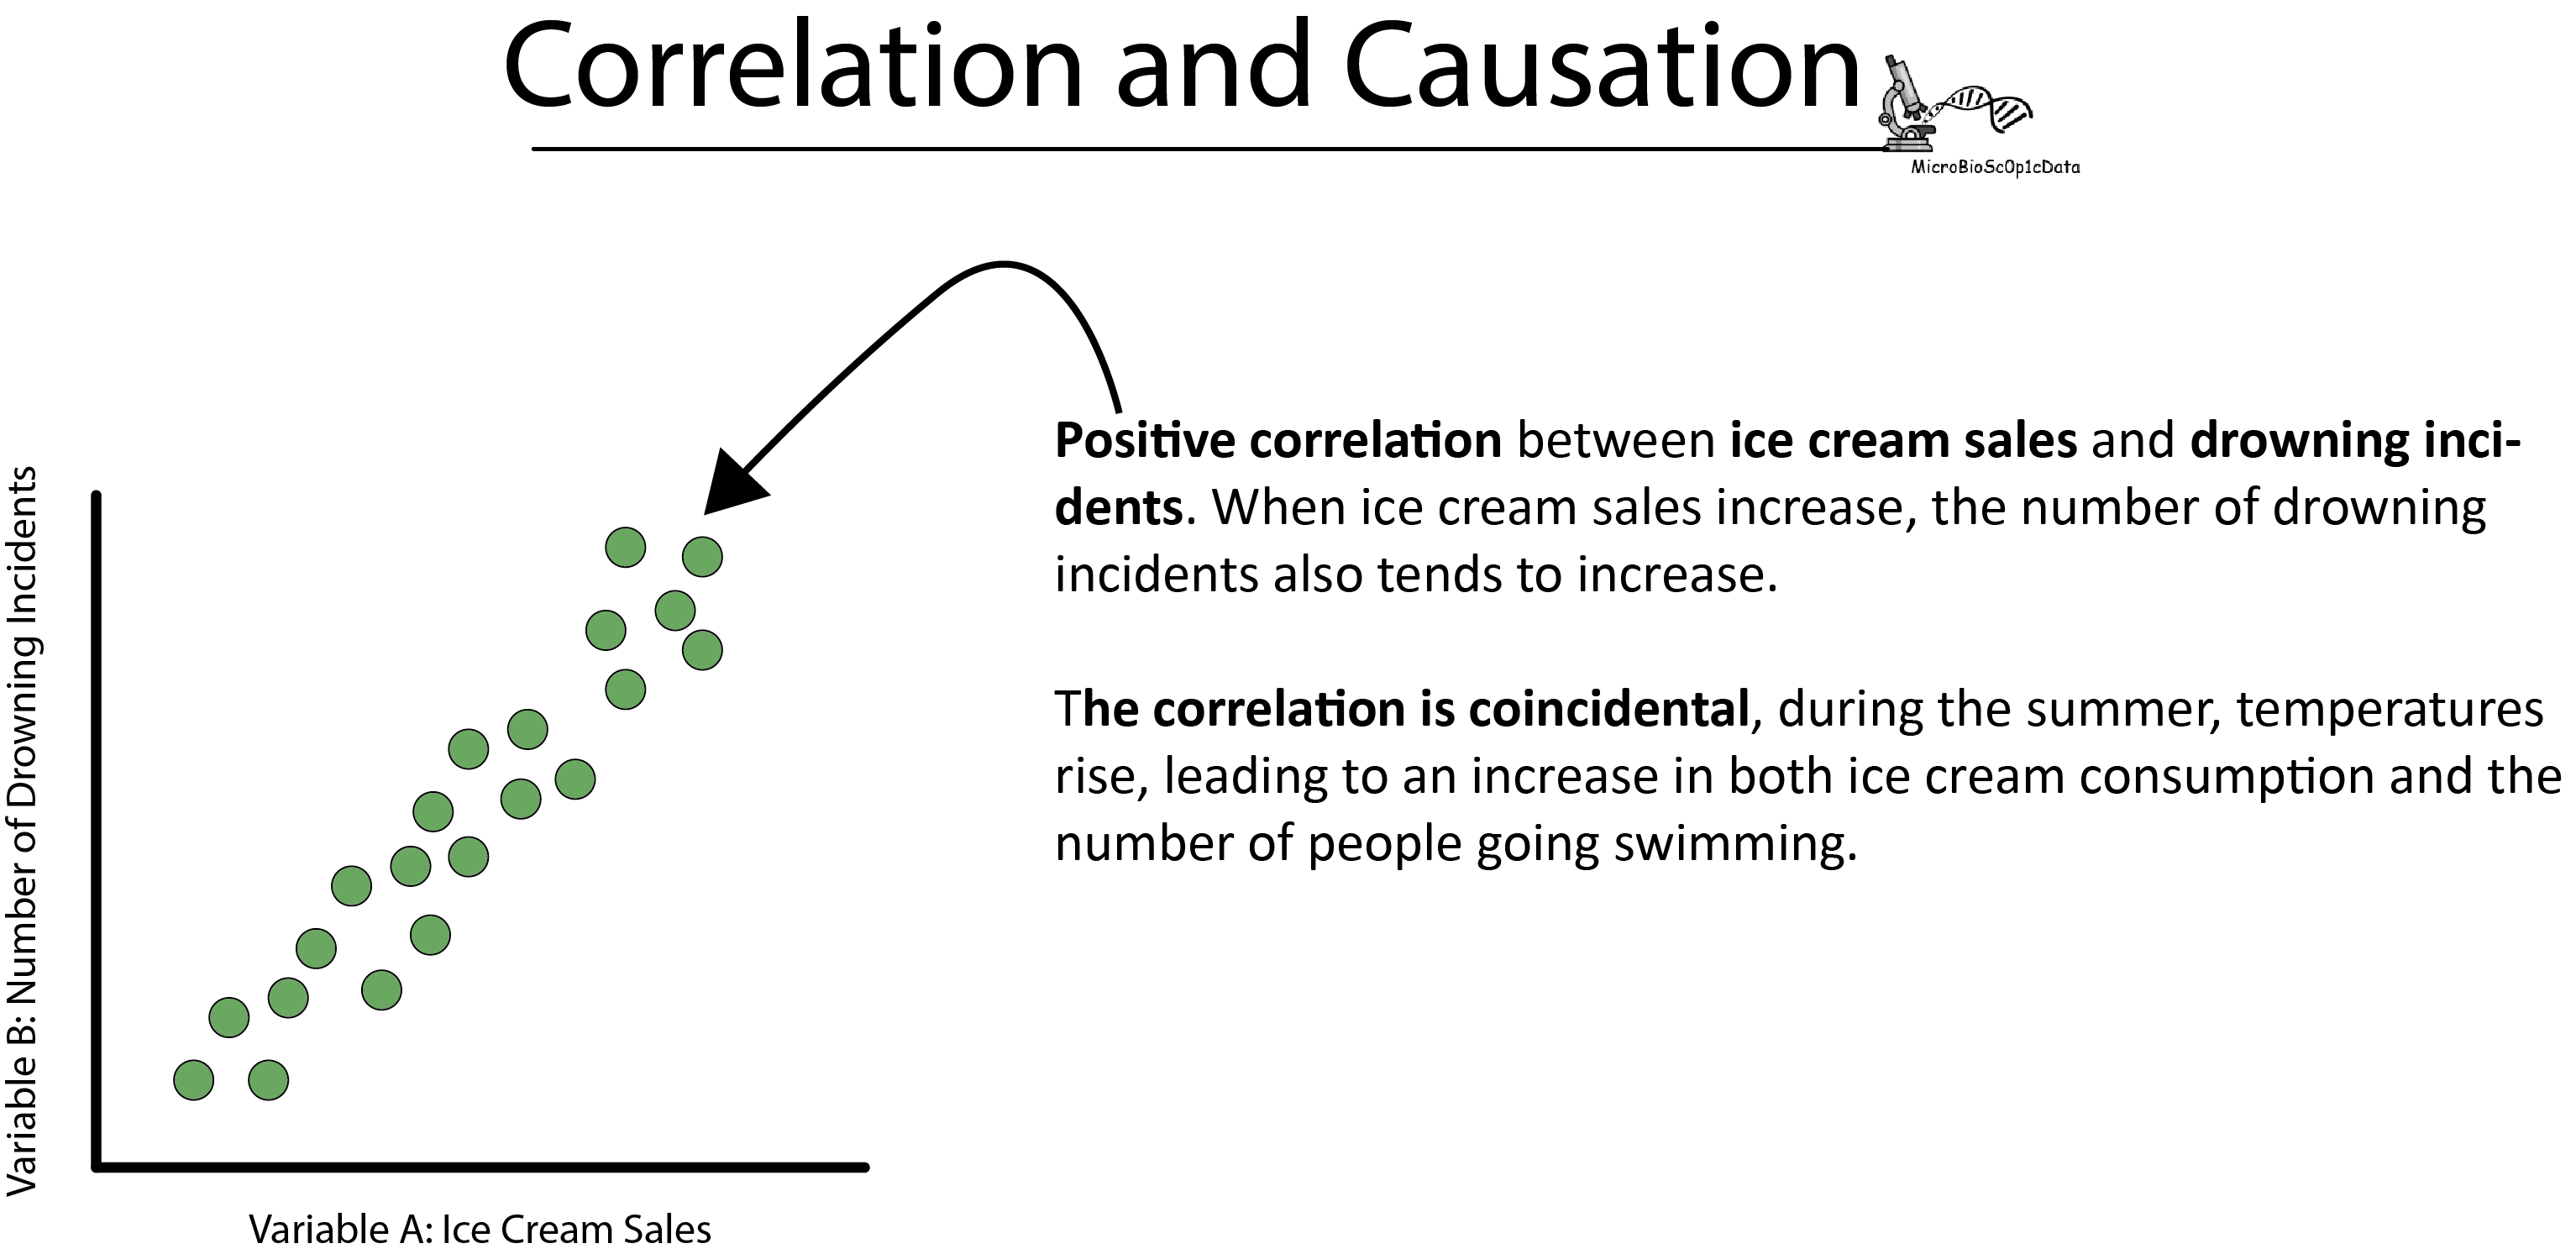 Correlation and Causation
MicroBioSc0p1cData
Positive correlation between ice cream sales and drowning inci-
dents. When ice cream sales increase, the number of drowning
incidents also tends to increase.
The correlation is coincidental, during the summer, temperatures
rise, leading to an increase in both ice cream consumption and the
number of people going swimming.
Variable B: Number of Drowning Incidents
Variable A: Ice Cream Sales